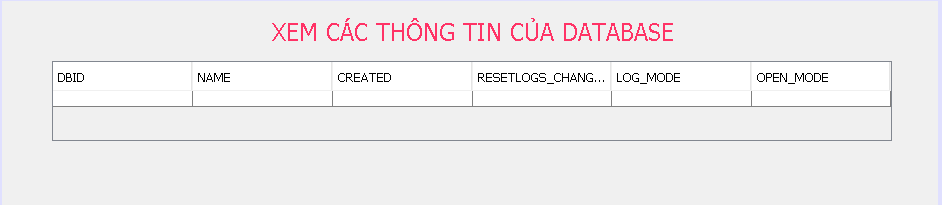 XEM CÁC THÔNG TIN CỦA DATABASE
DBID NAME CREATED RESETLOGS_CHANG... LOG_MODE OPEN_MODE